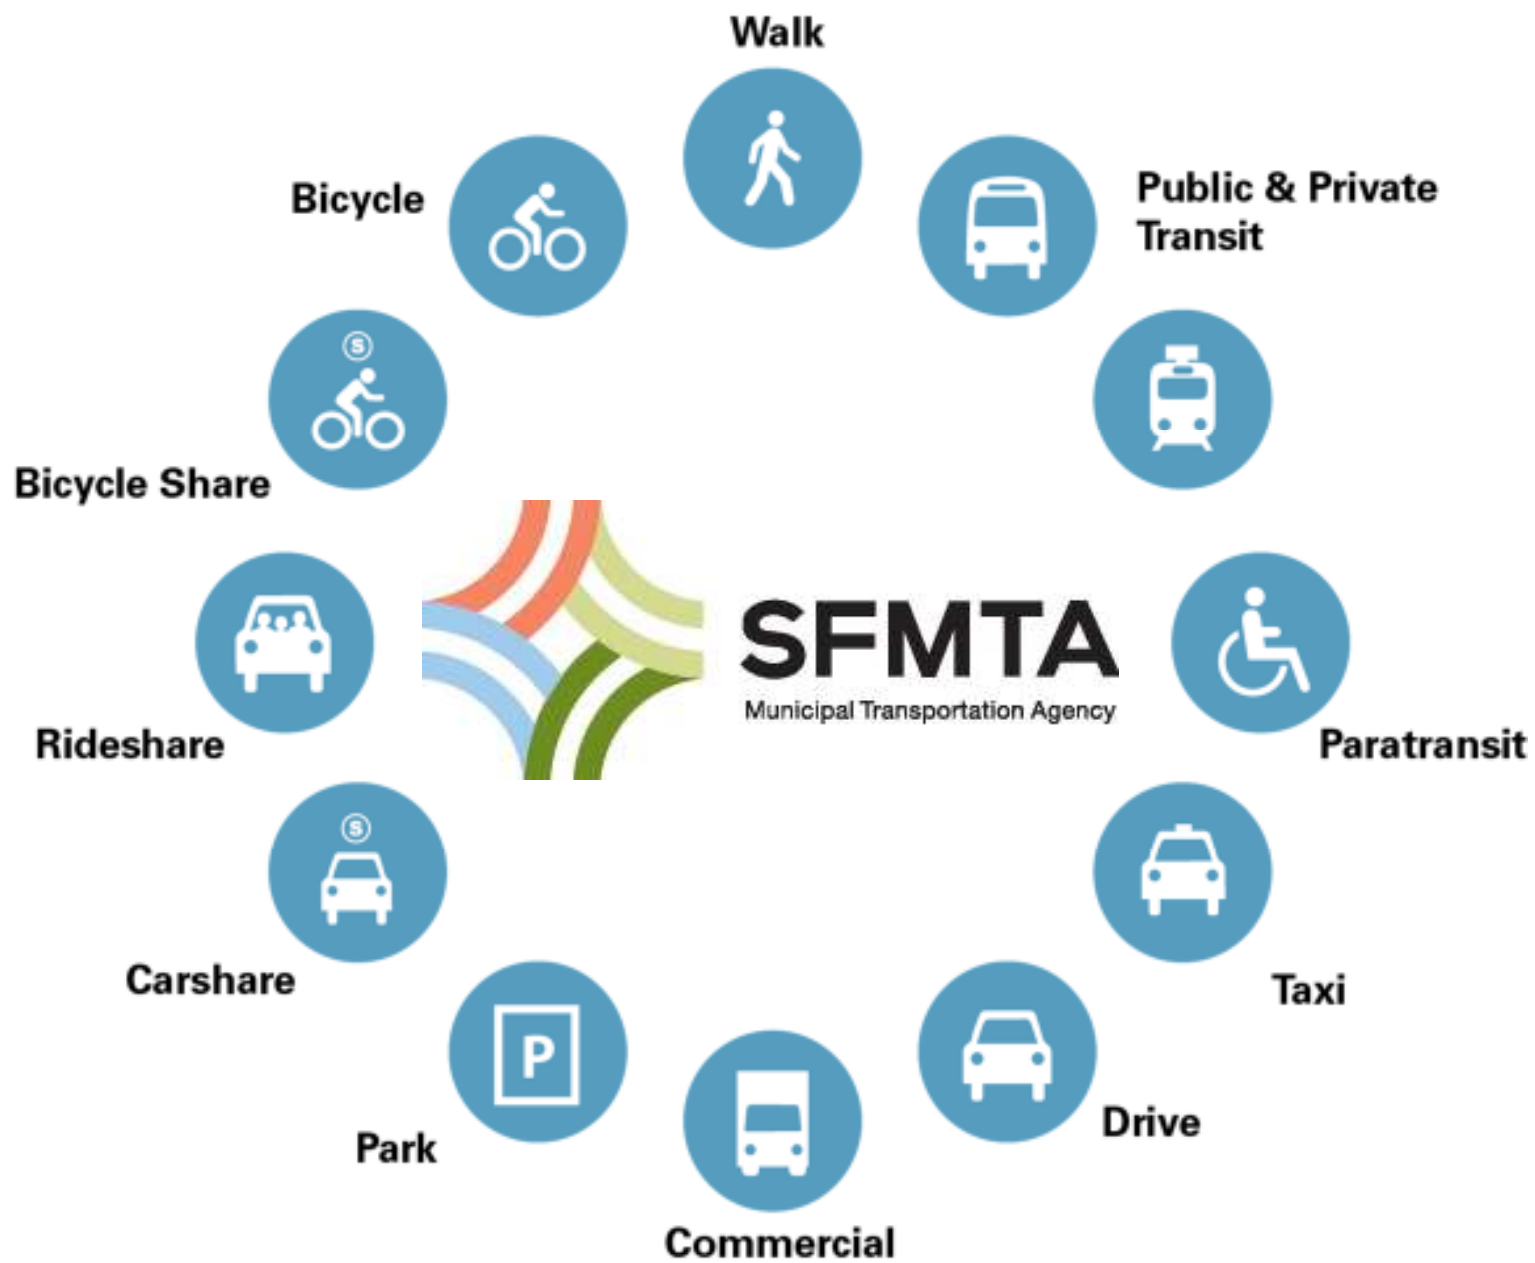 Walk
Bicycle
Public & Private
Transit
S
Bicycle Share
SFMTA
Municipal Transportation Agency
Rideshare
Paratransit
S
Carshare
Taxi
P
Park
Drive
Commercial